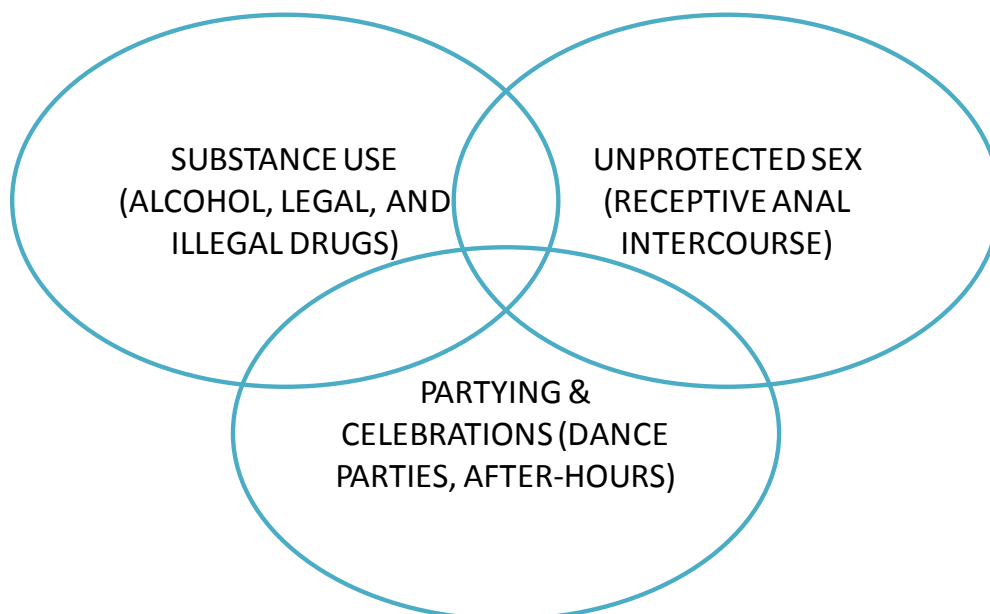 SUBSTANCE USE
(ALCOHOL, LEGAL, AND
ILLEGAL DRUGS)
UNPROTECTED SEX
(RECEPTIVE ANAL
INTERCOURSE)
PARTYING &
CELEBRATIONS (DANCE
PARTIES, AFTER-HOURS)